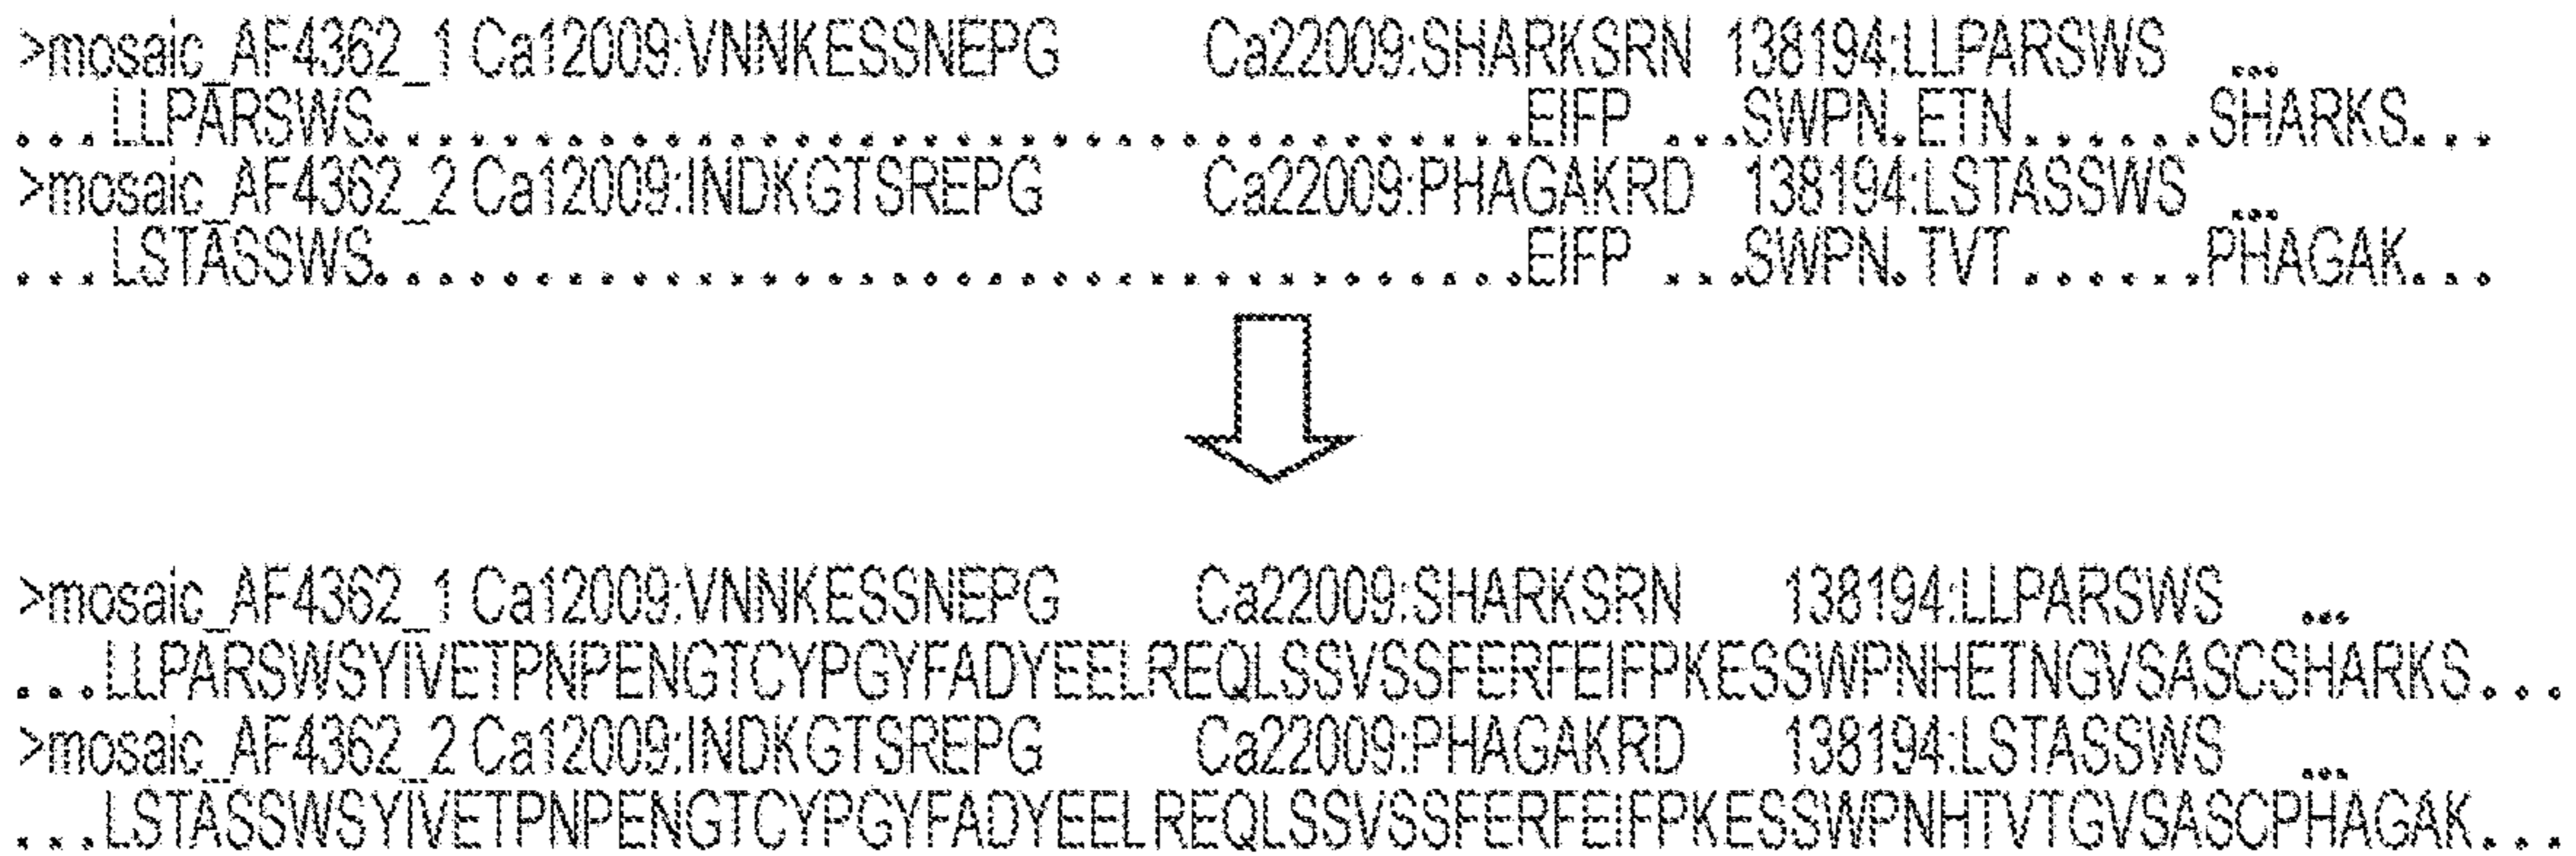 >mosaic_AF4362_1 Ca12009:VNNKESSNEPG Ca22009:SHARKSRN 138194:LLPARSWS ...
...LLPARSWS....................................EIFP ...SWPN.ETN......SHARKS...
>mosaic_AF4362_2 Ca12009:INDKGTSREPG Ca22009:PHAGAKRD 138194:LSTASSWS ...
...LSTASSWS....................................EIFP ...SWPN.TVT......PHAGAK...
>mosaic_AF4362_1 Ca12009:VNNKESSNEPG Ca22009:SHARKSRN 138194:LLPARSWS ...
...LLPARSWSYIVETPNPENGTCYPGYFADYEELREQLSSVSSFERFEIFPKESSWPNHETNGVSASCSHARKS...
>mosaic_AF4362_2 Ca12009:INDKGTSREPG Ca22009:PHAGAKRD 138194:LSTASSWS ...
...LSTASSWSYIVETPNPENGTCYPGYFADYEELREQLSSVSSFERFEIFPKESSWPNHTVTGVSASCPHAGAK...